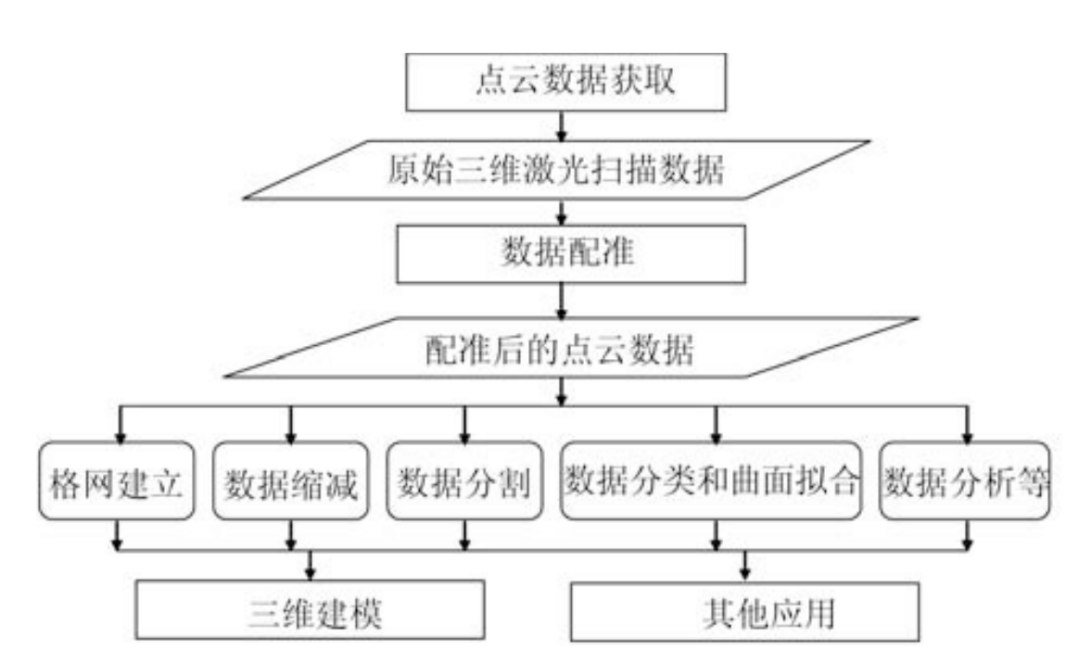 点云数据获取
原始三维激光扫描数据
数据配准
配准后的点云数据
格网建立
数据缩减
数据分割
数据分类和曲面拟合
数据分析等
三维建模
其他应用